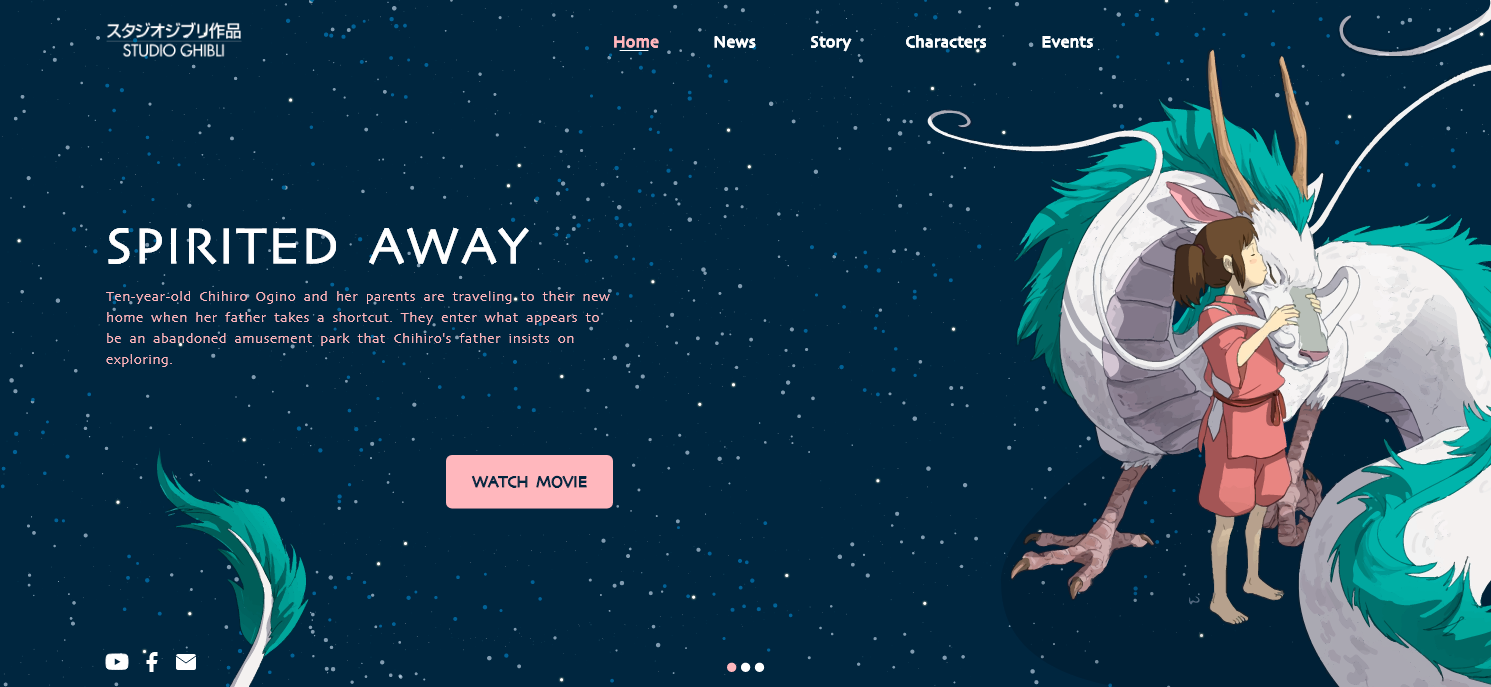 スタジオジブリ作品
STUDIO GHIBLI
Home News Story Characters Events
SPIRITED AWAY
Ten-year-old Chihiro Ogino and her parents are traveling to their new
home when her father takes a shortcut. They enter what appears to
be an abandoned amusement park that Chihiro's father insists on
exploring.
WATCH MOVIE